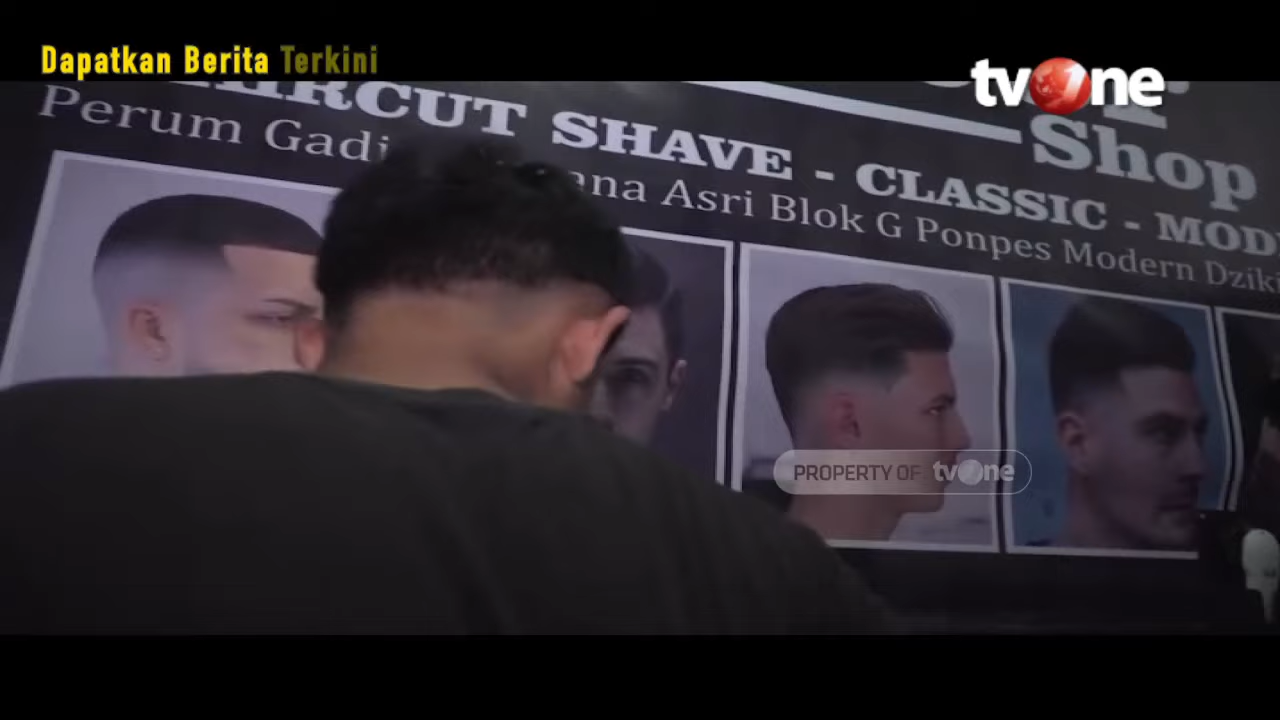 Dapatkan Berita Terkini
tvOne
Shop
HAIRCUT SHAVE - CLASSIC - MOD
Perum Gadi ana Asri Blok G Ponpes Modern Dziki
PROPERTY OF tvOne